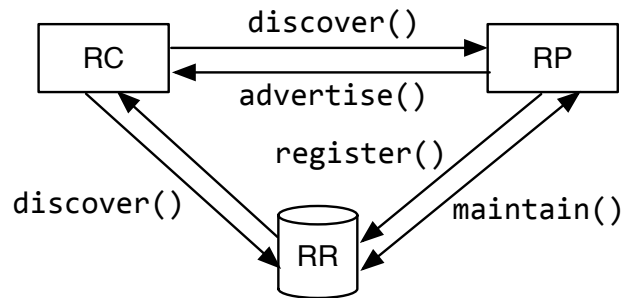 discover()
RC
RP
advertise()
register()
discover()
maintain()
RR